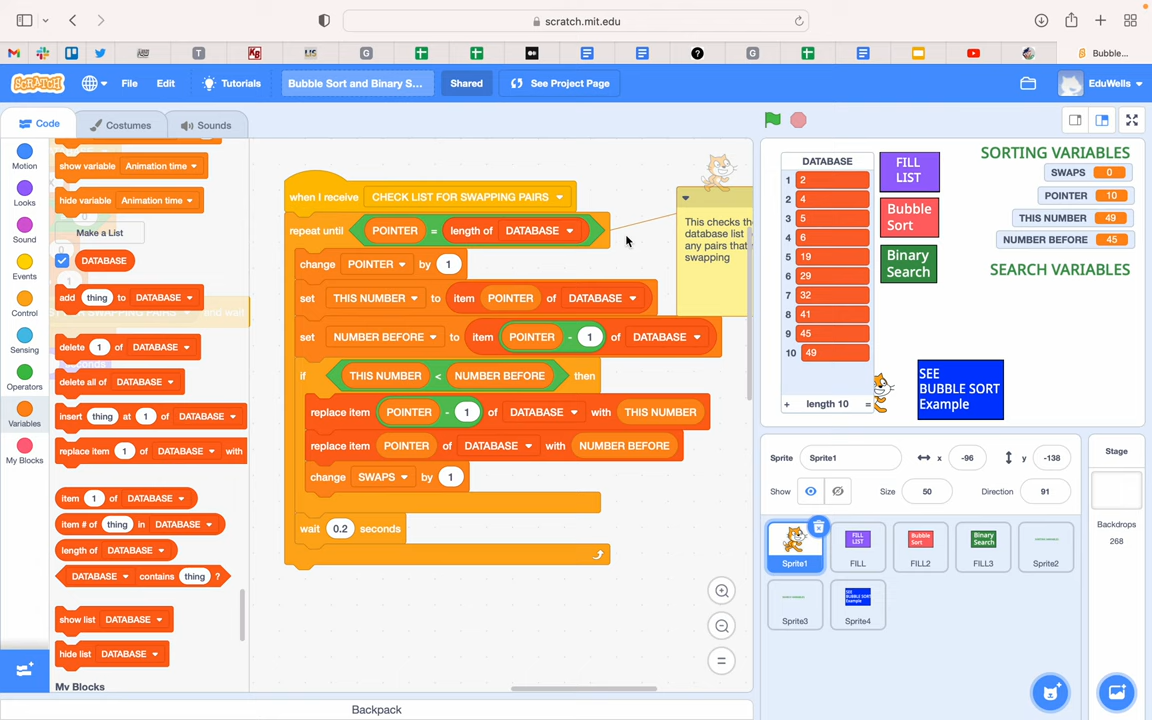 scratch.mit.edu
Bubble...
SCRATCH
File
Edit
Tutorials
Bubble Sort and Binary S...
Shared
See Project Page
EduWells
Code
Costumes
Sounds
Motion
Looks
Sound
Events
Control
Sensing
Operators
Variables
My Blocks
show variable Animation time
hide variable Animation time
Make a List
DATABASE
add thing to DATABASE
delete 1 of DATABASE
delete all of DATABASE
insert thing at 1 of DATABASE
replace item 1 of DATABASE with
item 1 of DATABASE
item # of thing in DATABASE
length of DATABASE
DATABASE contains thing ?
show list DATABASE
hide list DATABASE
My Blocks
when I receive CHECK LIST FOR SWAPPING PAIRS
repeat until POINTER = length of DATABASE
change POINTER by 1
set THIS NUMBER to item POINTER of DATABASE
set NUMBER BEFORE to item POINTER - 1 of DATABASE
if THIS NUMBER < NUMBER BEFORE then
replace item POINTER - 1 of DATABASE with THIS NUMBER
replace item POINTER of DATABASE with NUMBER BEFORE
change SWAPS by 1
wait 0.2 seconds
This checks the
database list
any pairs that
swapping
Backpack
DATABASE
1 2
2 4
3 5
4 6
5 19
6 29
7 32
8 41
9 45
10 49
+ length 10 =
FILL
LIST
Bubble
Sort
Binary
Search
SORTING VARIABLES
SWAPS 0
POINTER 10
THIS NUMBER 49
NUMBER BEFORE 45
SEARCH VARIABLES
SEE
BUBBLE SORT
Example
Sprite Sprite1 x -96 y -138
Show Size 50 Direction 91
Sprite1
FILL LIST
FILL
Bubble Sort
FILL2
Binary Search
FILL3
Sprite2
Sprite3
SEE BUBBLE SORT Example
Sprite4
Stage
Backdrops
268